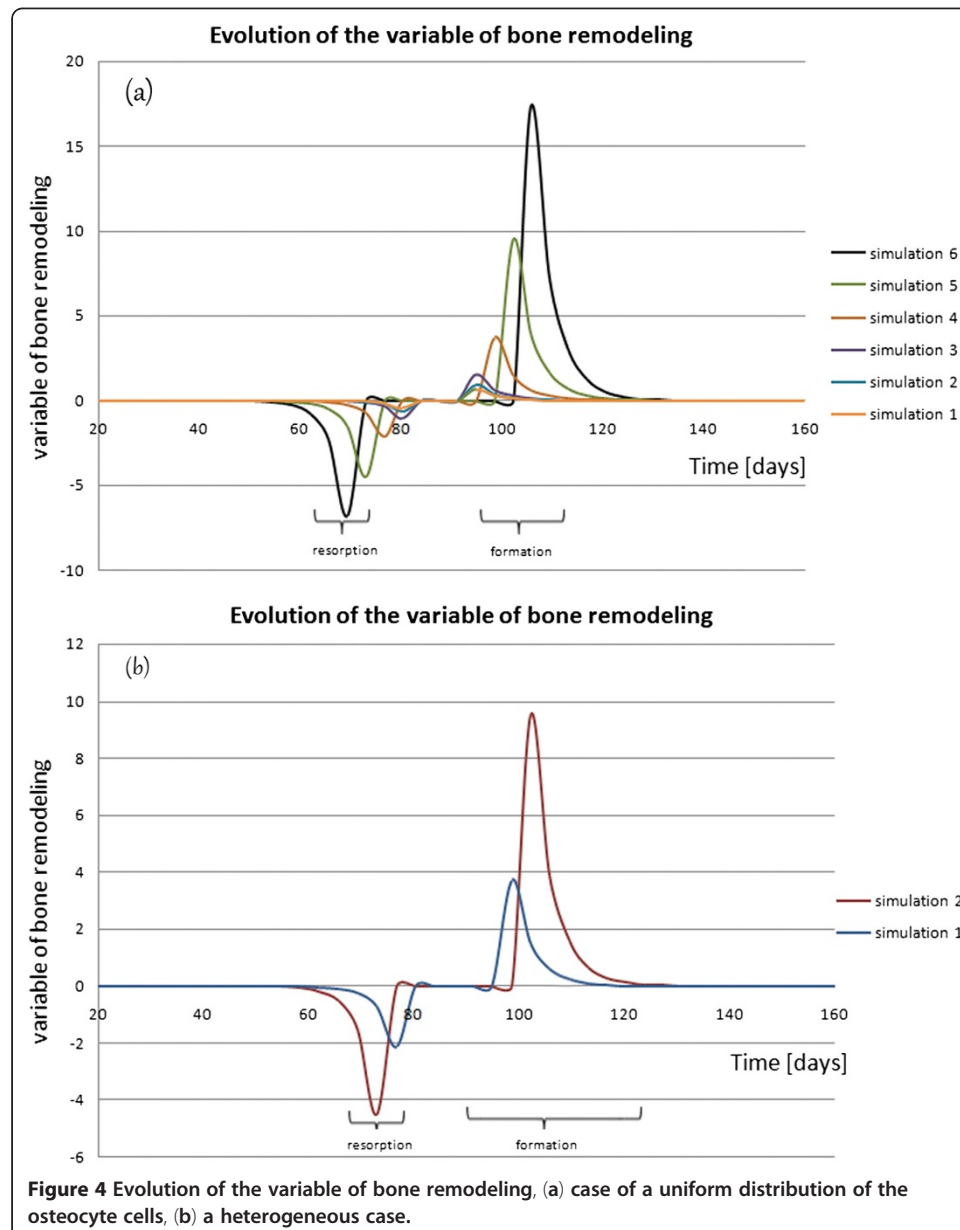 Evolution of the variable of bone remodeling
(a)
variable of bone remodeling
20
15
10
5
0
-5
-10
20 40 60 80 100 120 140 160
Time [days]
resorption formation
simulation 6
simulation 5
simulation 4
simulation 3
simulation 2
simulation 1
Evolution of the variable of bone remodeling
(b)
variable of bone remodeling
12
10
8
6
4
2
0
-2
-4
-6
20 40 60 80 100 120 140 160
Time [days]
resorption formation
simulation 2
simulation 1
Figure 4 Evolution of the variable of bone remodeling, (a) case of a uniform distribution of the
osteocyte cells, (b) a heterogeneous case.